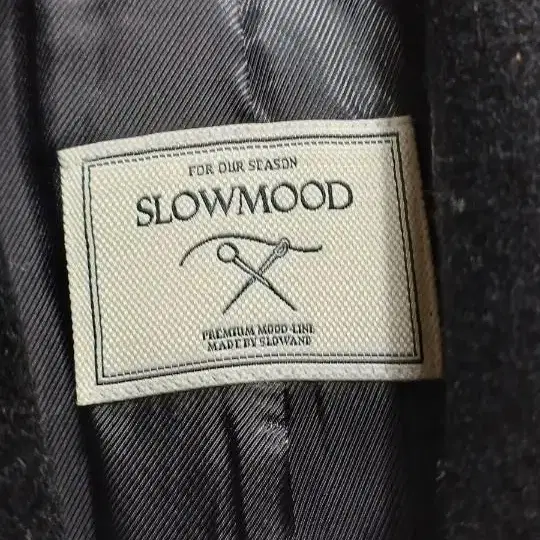 FOR OUR SEASON
SLOWMOOD
PREMIUM MOOD-LINE
MADE BY SLOWAND